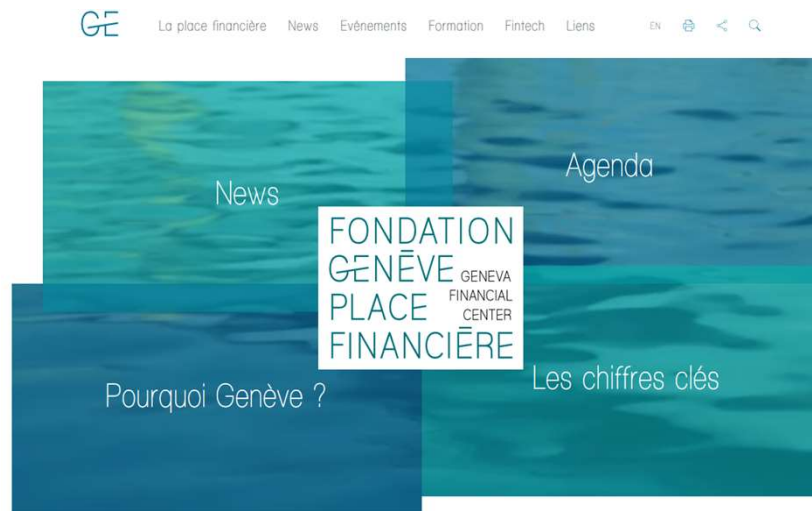 GE
La place financière News Evénements Formation Fintech Liens EN
News
Agenda
FONDATION
GENĒVE GENEVA
FINANCIAL
PLACE CENTER
FINANCIĒRE
Pourquoi Genève ?
Les chiffres clés